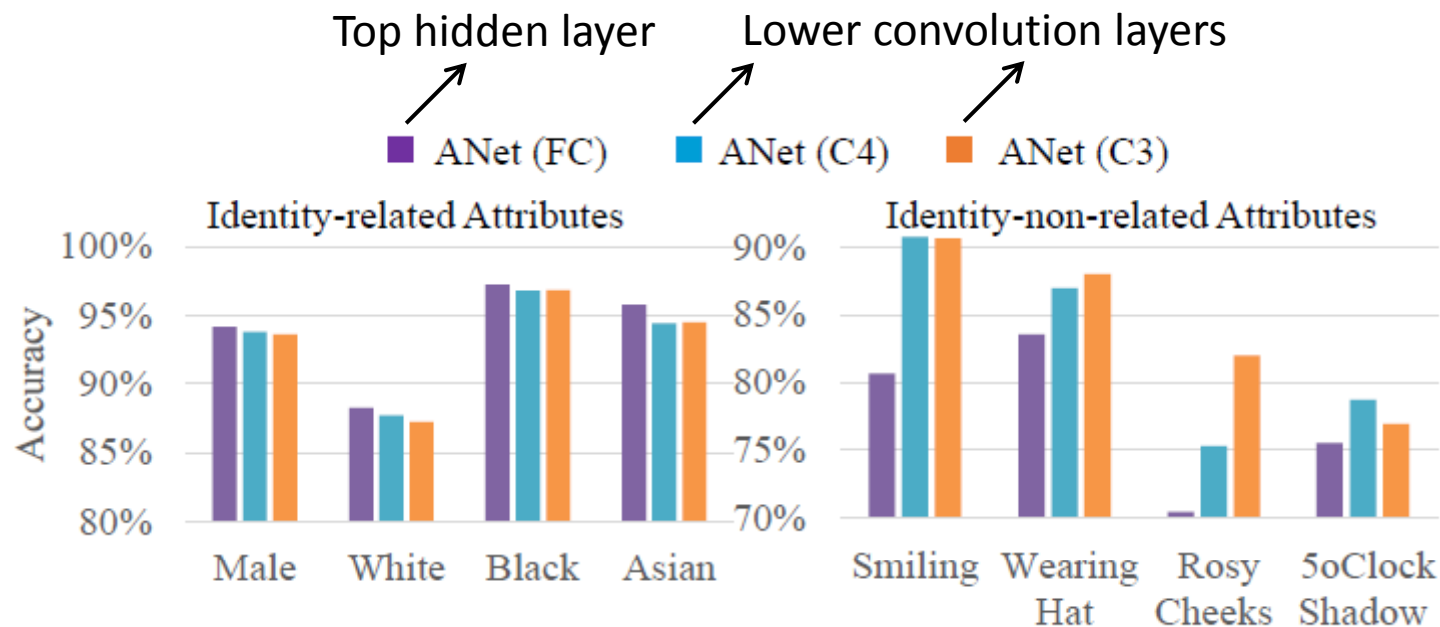 Top hidden layer Lower convolution layers
ANet (FC) ANet (C4) ANet (C3)
Identity-related Attributes
Accuracy
100%
95%
90%
85%
80%
Male White Black Asian
Identity-non-related Attributes
90%
85%
80%
75%
70%
Smiling Wearing Rosy 5oClock
Hat Cheeks Shadow